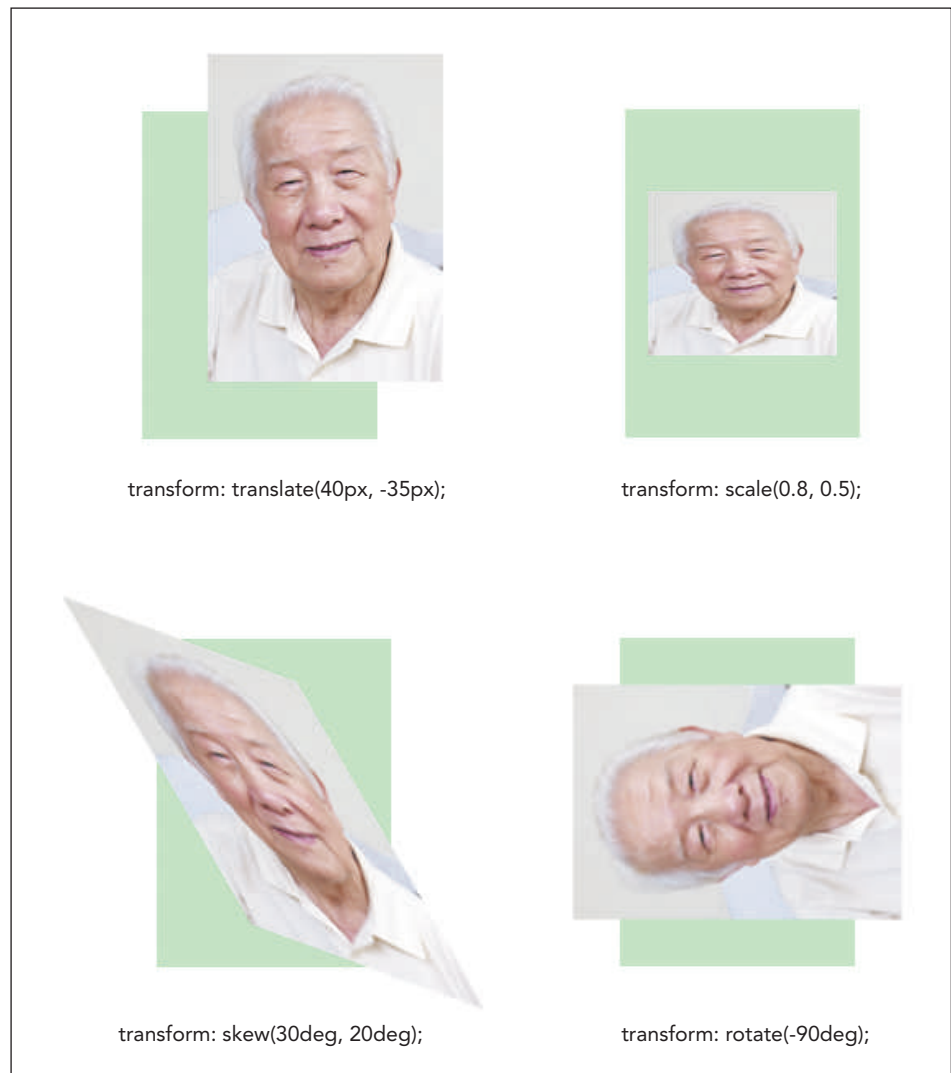 transform: translate(40px, -35px);
transform: scale(0.8, 0.5);
transform: skew(30deg, 20deg);
transform: rotate(-90deg);